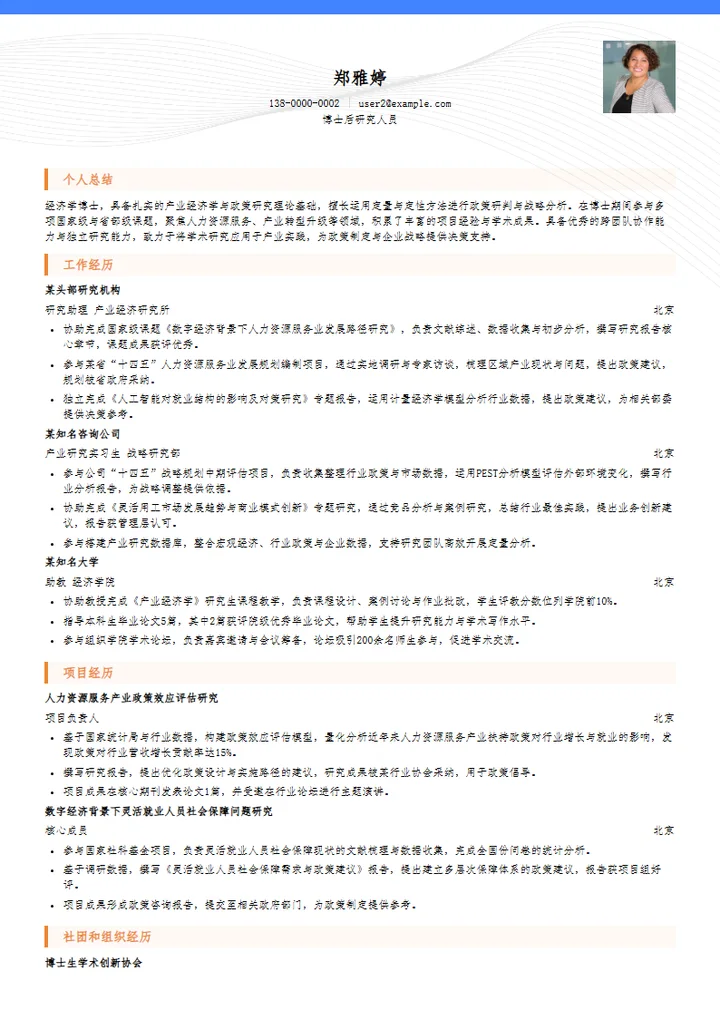 郑雅婷
138-0000-0002 | user2@example.com
博士后研究人员
个人总结
经济学博士，具备扎实的产业经济学与政策研究理论基础，擅长运用定量与定性方法进行政策研判与战略分析。在博士期间参与多
项国家级与省部级课题，聚焦人力资源服务、产业转型升级等领域，积累了丰富的项目经验与学术成果。具备优秀的跨团队协作能
力与独立研究能力，致力于将学术研究应用于产业实践，为政策制定与企业战略提供决策支持。
工作经历
某头部研究机构
研究助理 产业经济研究所 北京
• 协助完成国家级课题《数字经济背景下人力资源服务业发展路径研究》，负责文献综述、数据收集与初步分析，撰写研究报告核
心章节，课题成果获评优秀。
• 参与某省“十四五”人力资源服务业发展规划编制项目，通过实地调研与专家访谈，梳理区域产业现状与问题，提出政策建议，
规划被省政府采纳。
• 独立完成《人工智能对就业结构的影响及对策研究》专题报告，运用计量经济学模型分析行业数据，提出政策建议，为相关部委
提供决策参考。
某知名咨询公司
产业研究实习生 战略研究部 北京
• 参与公司“十四五”战略规划中期评估项目，负责收集整理行业政策与市场数据，运用PEST分析模型评估外部环境变化，撰写行
业分析报告，为战略调整提供依据。
• 协助完成《灵活用工市场发展趋势与商业模式创新》专题研究，通过竞品分析与案例研究，总结行业最佳实践，提出业务创新建
议，报告获管理层认可。
• 参与搭建产业研究数据库，整合宏观经济、行业政策与企业数据，支持研究团队高效开展定量分析。
某知名大学
助教 经济学院 北京
• 协助教授完成《产业经济学》研究生课程教学，负责课程设计、案例讨论与作业批改，学生评教分数位列学院前10%。
• 指导本科生毕业论文5篇，其中2篇获评院级优秀毕业论文，帮助学生提升研究能力与学术写作水平。
• 参与组织学院学术论坛，负责嘉宾邀请与会议筹备，论坛吸引200余名师生参与，促进学术交流。
项目经历
人力资源服务产业政策效应评估研究
项目负责人 北京
• 基于国家统计局与行业数据，构建政策效应评估模型，量化分析近年来人力资源服务产业扶持政策对行业增长与就业的影响，发
现政策对行业营收增长贡献率达15%。
• 撰写研究报告，提出优化政策设计与实施路径的建议，研究成果被某行业协会采纳，用于政策倡导。
• 项目成果在核心期刊发表论文1篇，并受邀在行业论坛进行主题演讲。
数字经济背景下灵活就业人员社会保障问题研究
核心成员 北京
• 参与国家社科基金项目，负责灵活就业人员社会保障现状的文献梳理与数据收集，完成全国份问卷的统计分析。
• 基于调研数据，撰写《灵活就业人员社会保障需求与政策建议》报告，提出建立多层次保障体系的政策建议，报告获项目组好
评。
• 项目成果形成政策咨询报告，提交至相关政府部门，为政策制定提供参考。
社团和组织经历
博士生学术创新协会